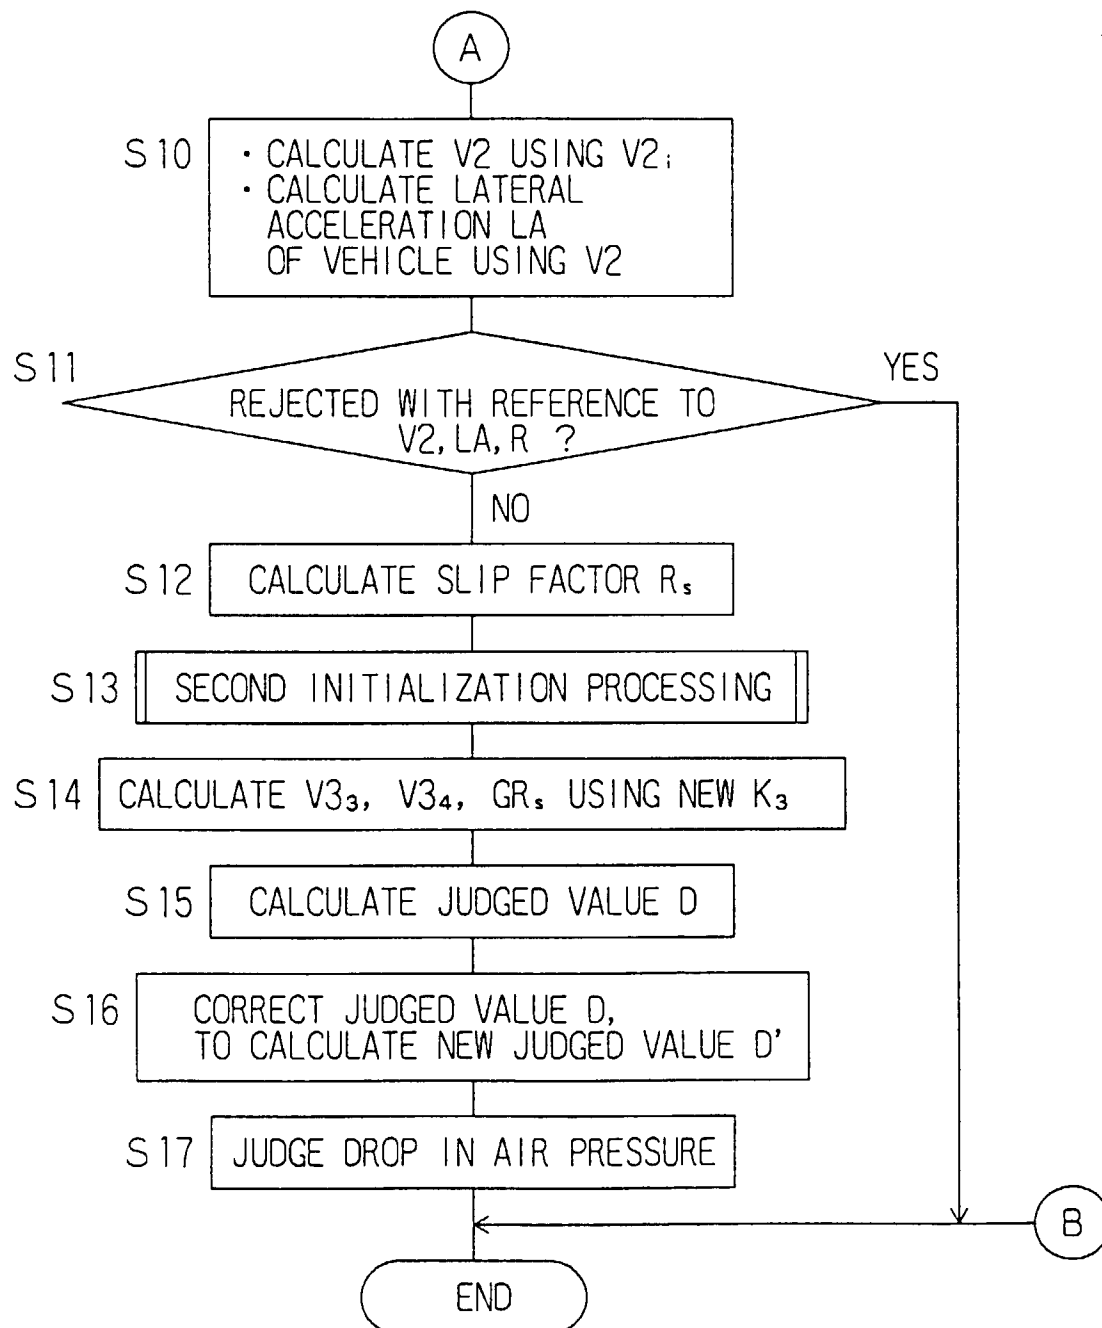 A
S10
· CALCULATE V2 USING V2i
· CALCULATE LATERAL
ACCELERATION LA
OF VEHICLE USING V2
S11
YES
REJECTED WITH REFERENCE TO
V2, LA, R ?
NO
S12
CALCULATE SLIP FACTOR Rs
S13
SECOND INITIALIZATION PROCESSING
S14
CALCULATE V3₃, V3₄, GRs USING NEW K₃
S15
CALCULATE JUDGED VALUE D
S16
CORRECT JUDGED VALUE D,
TO CALCULATE NEW JUDGED VALUE D'
S17
JUDGE DROP IN AIR PRESSURE
B
END